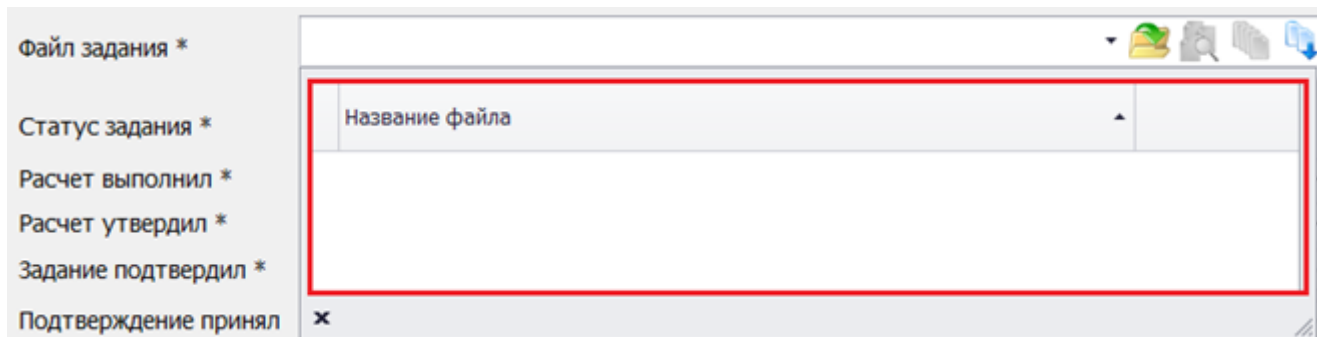 Файл задания *
Название файла
Статус задания *
Расчет выполнил *
Расчет утвердил *
Задание подтвердил *
Подтверждение принял